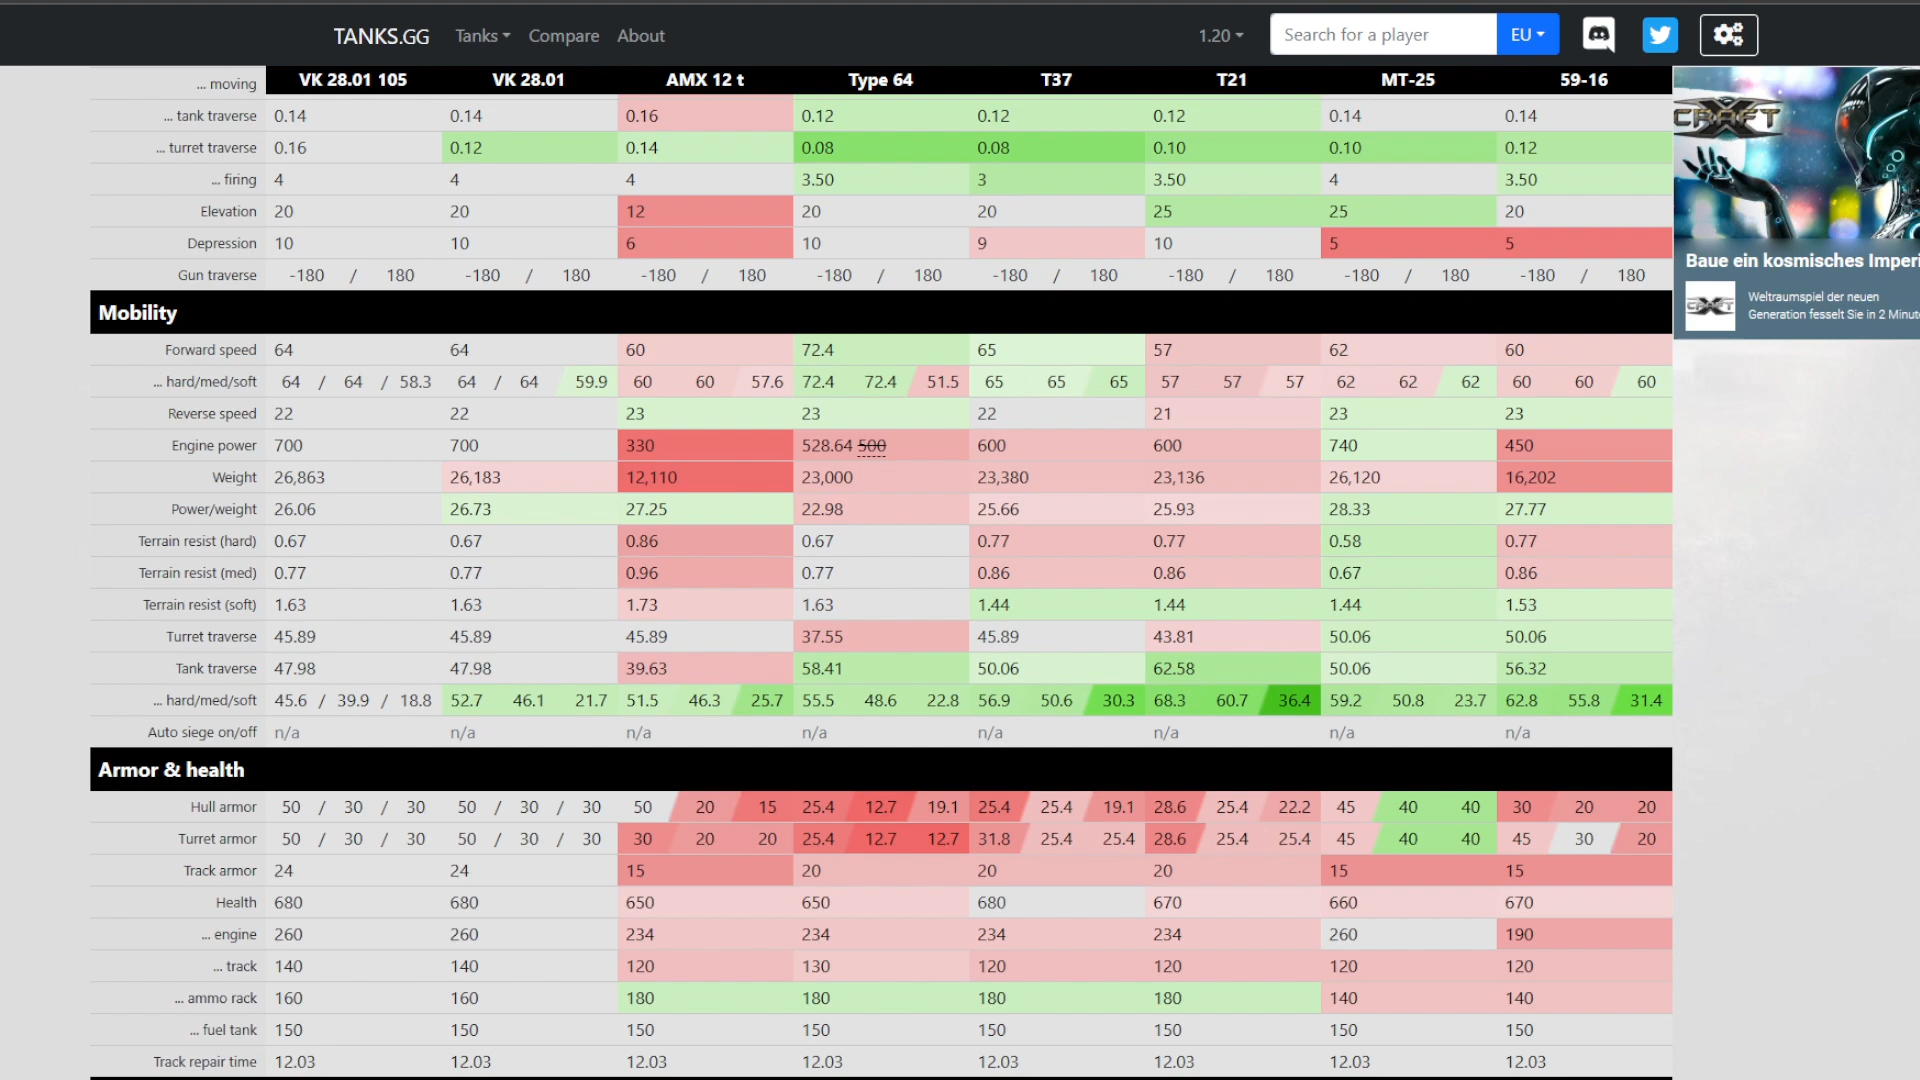 TANKS.GG Tanks Compare About 1.20 Search for a player EU
... moving VK 28.01 105 VK 28.01 AMX 12 t Type 64 T37 T21 MT-25 59-16
... tank traverse 0.14 0.14 0.16 0.12 0.12 0.12 0.14 0.14
... turret traverse 0.16 0.12 0.14 0.08 0.08 0.10 0.10 0.12
... firing 4 4 4 3.50 3 3.50 4 3.50
Elevation 20 20 12 20 20 25 25 20
Depression 10 10 6 10 9 10 5 5
Gun traverse -180 / 180 -180 / 180 -180 / 180 -180 / 180 -180 / 180 -180 / 180 -180 / 180 -180 / 180
Mobility
Forward speed 64 64 60 72.4 65 57 62 60
... hard/med/soft 64 / 64 / 58.3 64 / 64 59.9 60 60 57.6 72.4 72.4 51.5 65 65 65 57 57 57 62 62 62 60 60 60
Reverse speed 22 22 23 23 22 21 23 23
Engine power 700 700 330 528.64 500 600 600 740 450
Weight 26,863 26,183 12,110 23,000 23,380 23,136 26,120 16,202
Power/weight 26.06 26.73 27.25 22.98 25.66 25.93 28.33 27.77
Terrain resist (hard) 0.67 0.67 0.86 0.67 0.77 0.77 0.58 0.77
Terrain resist (med) 0.77 0.77 0.96 0.77 0.86 0.86 0.67 0.86
Terrain resist (soft) 1.63 1.63 1.73 1.63 1.44 1.44 1.44 1.53
Turret traverse 45.89 45.89 45.89 37.55 45.89 43.81 50.06 50.06
Tank traverse 47.98 47.98 39.63 58.41 50.06 62.58 50.06 56.32
... hard/med/soft 45.6 / 39.9 / 18.8 52.7 46.1 21.7 51.5 46.3 25.7 55.5 48.6 22.8 56.9 50.6 30.3 68.3 60.7 36.4 59.2 50.8 23.7 62.8 55.8 31.4
Auto siege on/off n/a n/a n/a n/a n/a n/a n/a n/a
Armor & health
Hull armor 50 / 30 / 30 50 / 30 / 30 50 20 15 25.4 12.7 19.1 25.4 25.4 19.1 28.6 25.4 22.2 45 40 40 30 20 20
Turret armor 50 / 30 / 30 50 / 30 / 30 30 20 20 25.4 12.7 12.7 31.8 25.4 25.4 28.6 25.4 25.4 45 40 40 45 30 20
Track armor 24 24 15 20 20 20 15 15
Health 680 680 650 650 680 670 660 670
... engine 260 260 234 234 234 234 260 190
... track 140 140 120 130 120 120 120 120
... ammo rack 160 160 180 180 180 180 140 140
... fuel tank 150 150 150 150 150 150 150 150
Track repair time 12.03 12.03 12.03 12.03 12.03 12.03 12.03 12.03
X CRAFT
Baue ein kosmisches Imperi
X CRAFT
Weltraumspiel der neuen
Generation fesselt Sie in 2 Minut